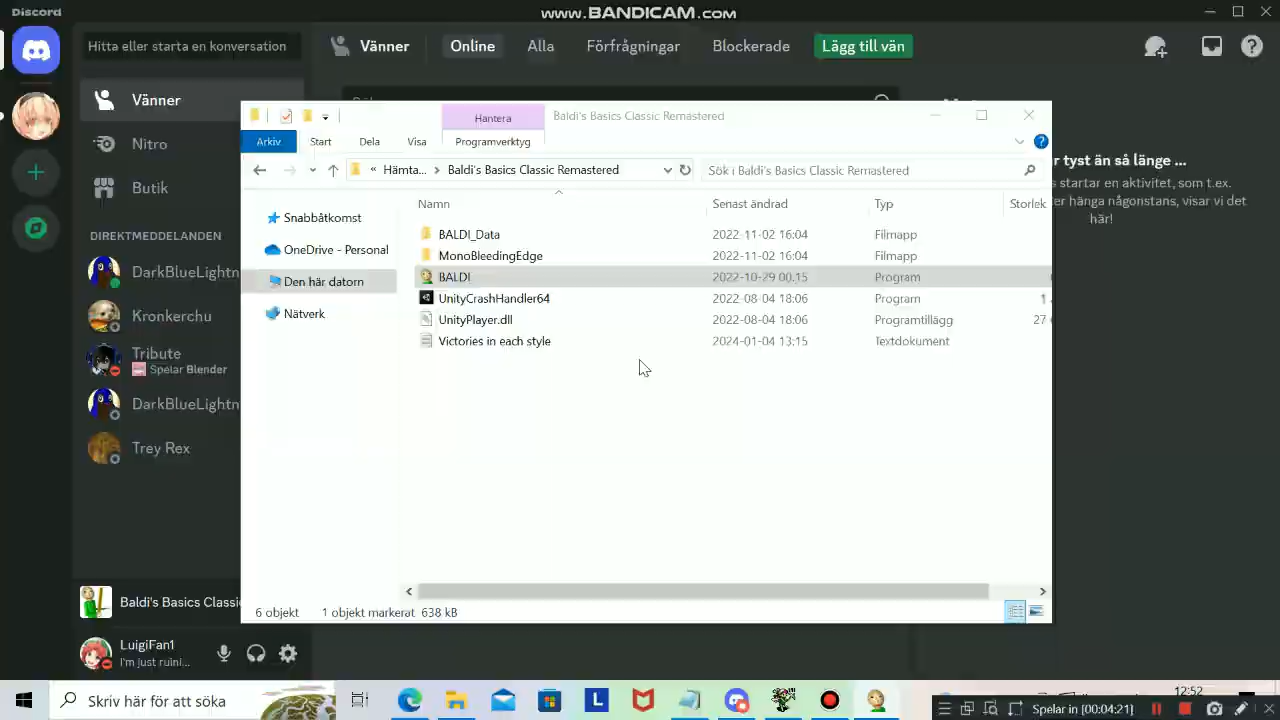 Discord
www.BANDICAM.com
Hitta eller starta en konversation
Vänner
Online
Alla
Förfrågningar
Blockerade
Lägg till vän
Vänner
Nitro
Butik
DIREKTMEDDELANDEN
DarkBlueLightn
Kronkerchu
Tribute
Spelar Blender
DarkBlueLightn
Trey Rex
Baldi's Basics Classi
LuigiFan1
I'm just ruini...
Hantera
Baldi's Basics Classic Remastered
Arkiv
Start
Dela
Visa
Programverktyg
« Hämta... > Baldi's Basics Classic Remastered
Sök i Baldi's Basics Classic Remastered
Snabbåtkomst
OneDrive - Personal
Den här datorn
Nätverk
Namn Senast ändrad Typ Storlek
BALDI_Data 2022-11-02 16:04 Filmapp
MonoBleedingEdge 2022-11-02 16:04 Filmapp
BALDI 2022-10-29 00:15 Program
UnityCrashHandler64 2022-08-04 18:06 Program 1
UnityPlayer.dll 2022-08-04 18:06 Programtillägg 27
Victories in each style 2024-01-04 13:15 Textdokument
6 objekt 1 objekt markerat 638 kB
r tyst än så länge ...
s startar en aktivitet, som t.ex.
er hänga någonstans, visar vi det
här!
Skriv här för att söka
12:52
Spelar in [00:04:21]